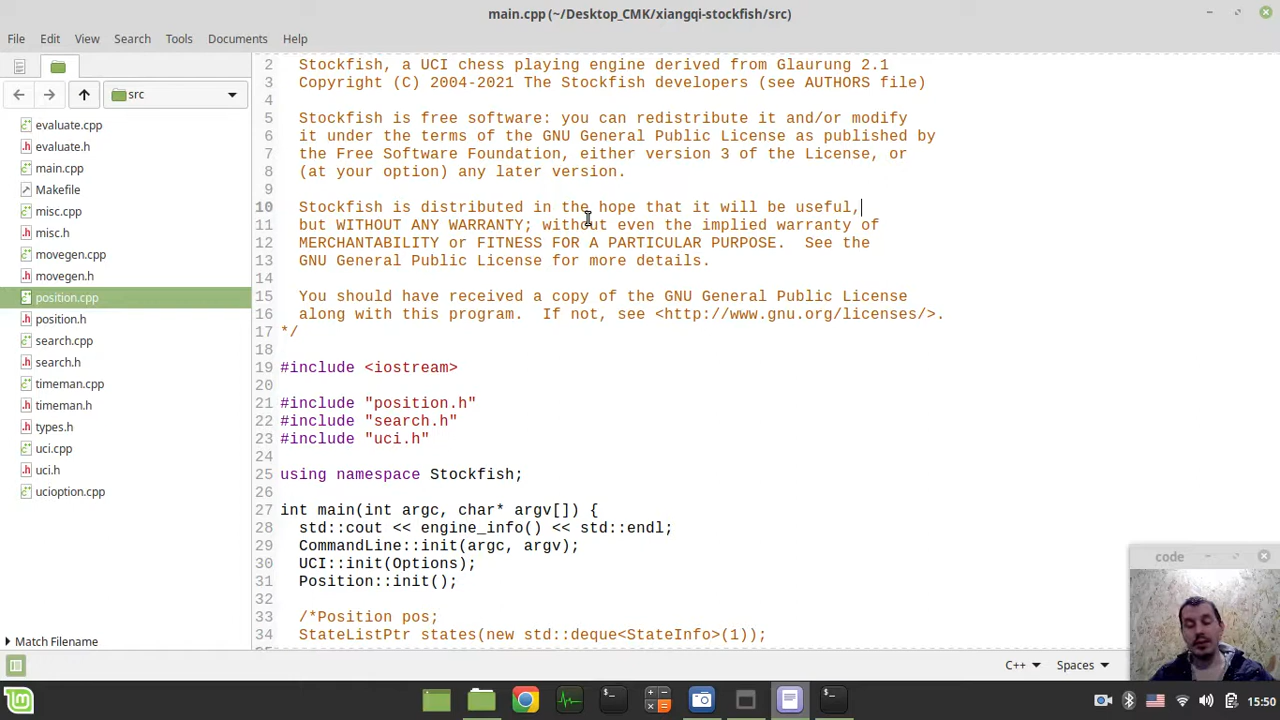 main.cpp (~/Desktop_CMK/xiangqi-stockfish/src)
File Edit View Search Tools Documents Help
src
evaluate.cpp
evaluate.h
main.cpp
Makefile
misc.cpp
misc.h
movegen.cpp
movegen.h
position.cpp
position.h
search.cpp
search.h
timeman.cpp
timeman.h
types.h
uci.cpp
uci.h
ucioption.cpp
Match Filename
2 Stockfish, a UCI chess playing engine derived from Glaurung 2.1
3 Copyright (C) 2004-2021 The Stockfish developers (see AUTHORS file)
4
5 Stockfish is free software: you can redistribute it and/or modify
6 it under the terms of the GNU General Public License as published by
7 the Free Software Foundation, either version 3 of the License, or
8 (at your option) any later version.
9
10 Stockfish is distributed in the hope that it will be useful,
11 but WITHOUT ANY WARRANTY; without even the implied warranty of
12 MERCHANTABILITY or FITNESS FOR A PARTICULAR PURPOSE.  See the
13 GNU General Public License for more details.
14
15 You should have received a copy of the GNU General Public License
16 along with this program.  If not, see <http://www.gnu.org/licenses/>.
17 */
18
19 #include <iostream>
20
21 #include "position.h"
22 #include "search.h"
23 #include "uci.h"
24
25 using namespace Stockfish;
26
27 int main(int argc, char* argv[]) {
28 std::cout << engine_info() << std::endl;
29 CommandLine::init(argc, argv);
30 UCI::init(Options);
31 Position::init();
32
33 /*Position pos;
34 StateListPtr states(new std::deque<StateInfo>(1));
code
C++ Spaces
15:50